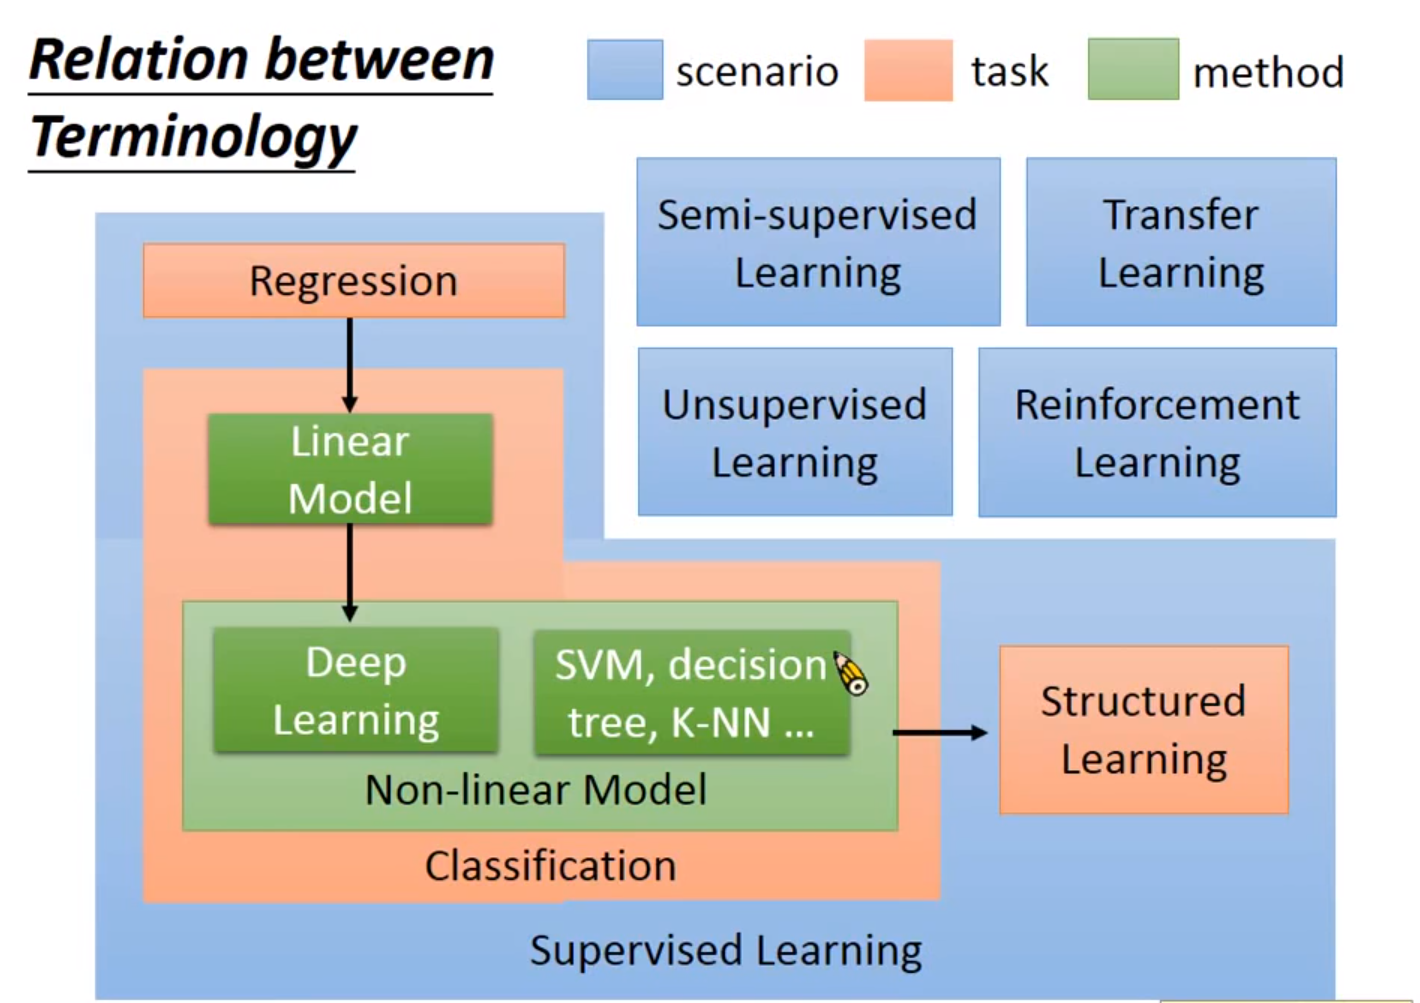 Relation between
Terminology
scenario
task
method
Semi-supervised
Learning
Transfer
Learning
Regression
Unsupervised
Learning
Reinforcement
Learning
Linear
Model
Deep
Learning
SVM, decision
tree, K-NN ...
Non-linear Model
Structured
Learning
Classification
Supervised Learning